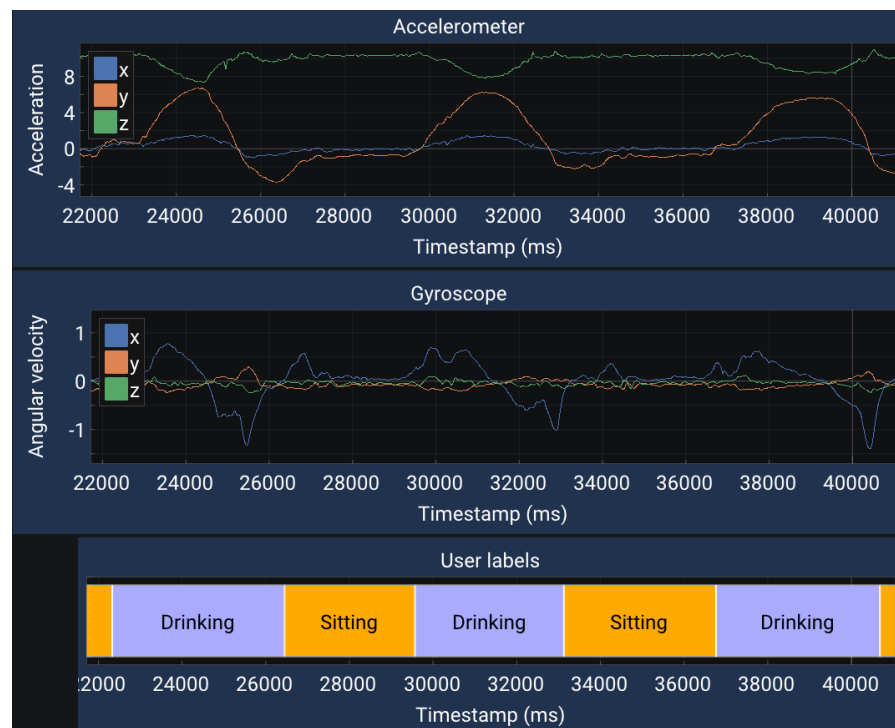 Accelerometer
Acceleration
8
4
0
-4
x
y
z
22000 24000 26000 28000 30000 32000 34000 36000 38000 40000
Timestamp (ms)
Gyroscope
Angular velocity
1
0
-1
x
y
z
22000 24000 26000 28000 30000 32000 34000 36000 38000 40000
Timestamp (ms)
User labels
Drinking Sitting Drinking Sitting Drinking
2000 24000 26000 28000 30000 32000 34000 36000 38000 40000
Timestamp (ms)